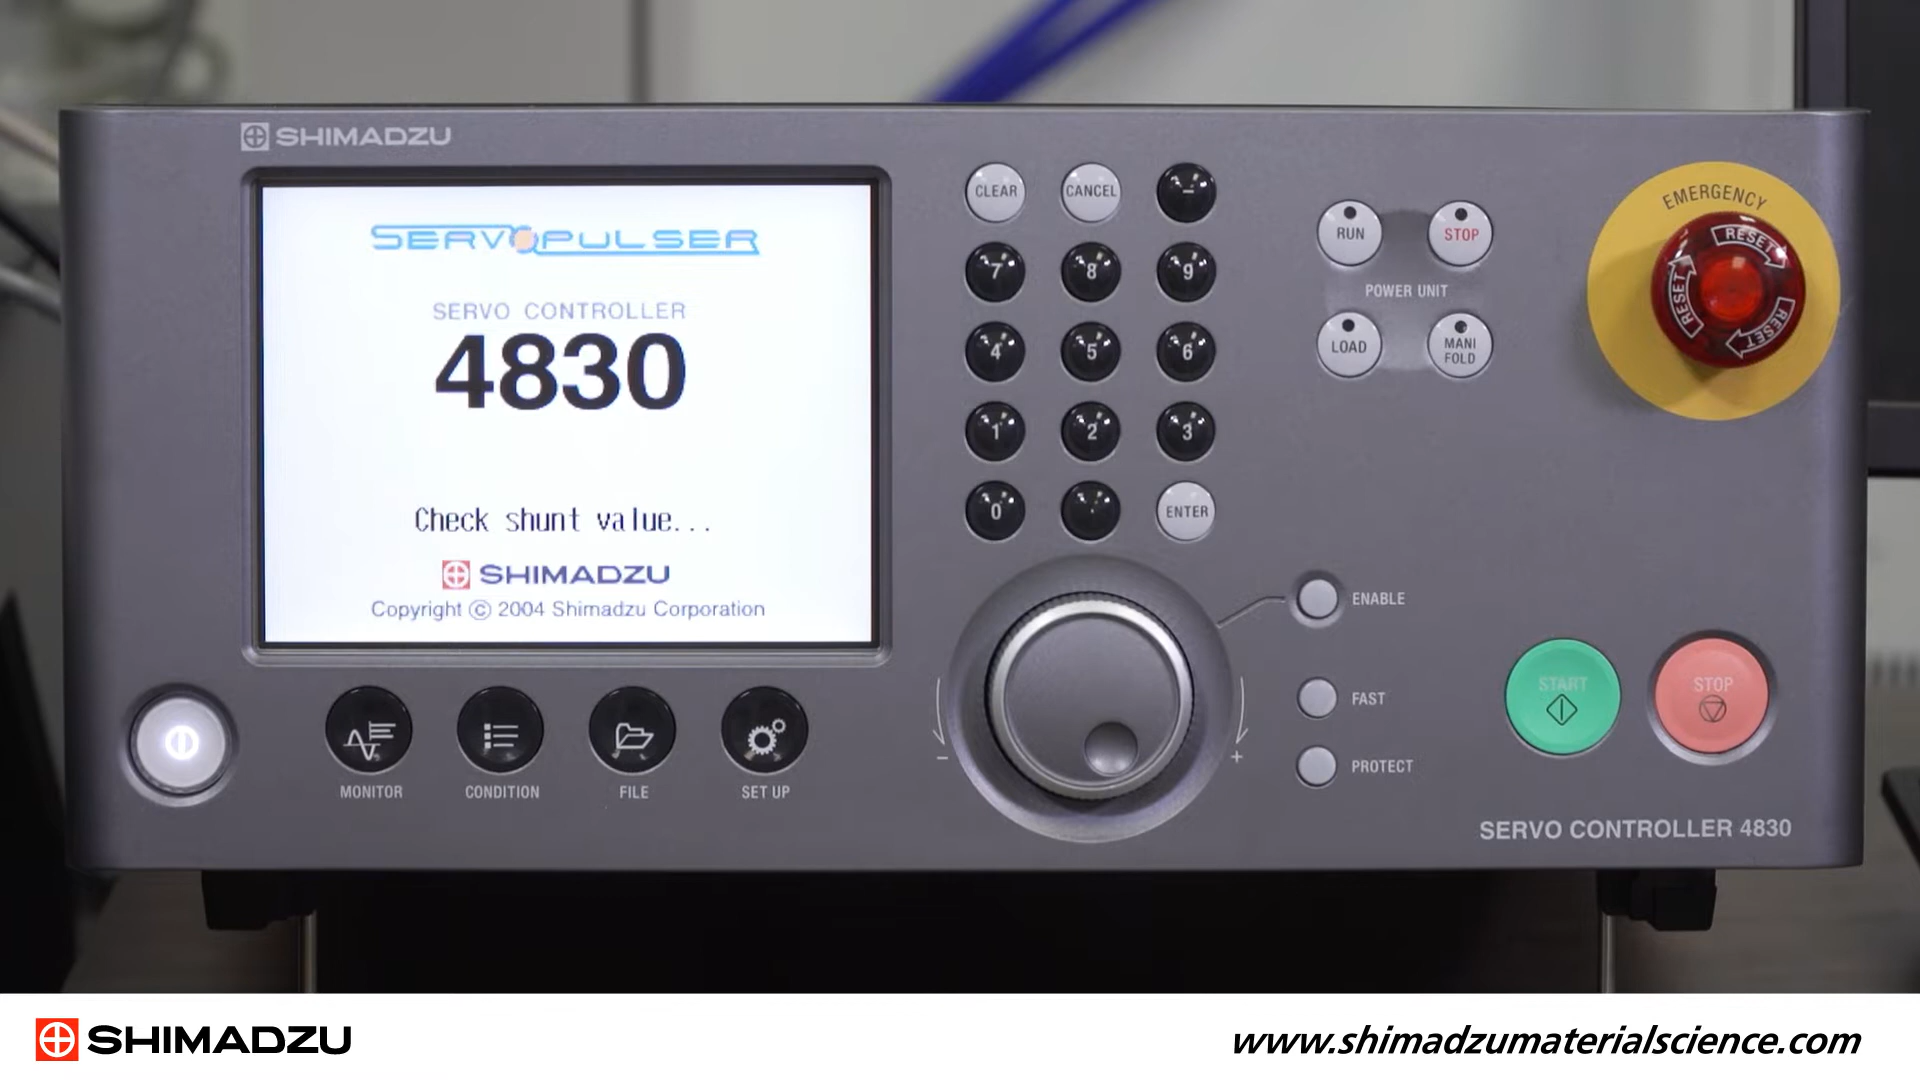 SHIMADZU
SERVOPULSER
SERVO CONTROLLER
4830
Check shunt value...
SHIMADZU
Copyright © 2004 Shimadzu Corporation
CLEAR CANCEL -
7 8 9
4 5 6
1 2 3
0 . ENTER
RUN STOP
POWER UNIT
LOAD MANI
FOLD
EMERGENCY
RESET
RESET
RESET
ENABLE
FAST
PROTECT
- +
START STOP
MONITOR CONDITION FILE SET UP
SERVO CONTROLLER 4830
SHIMADZU
www.shimadzumaterialscience.com